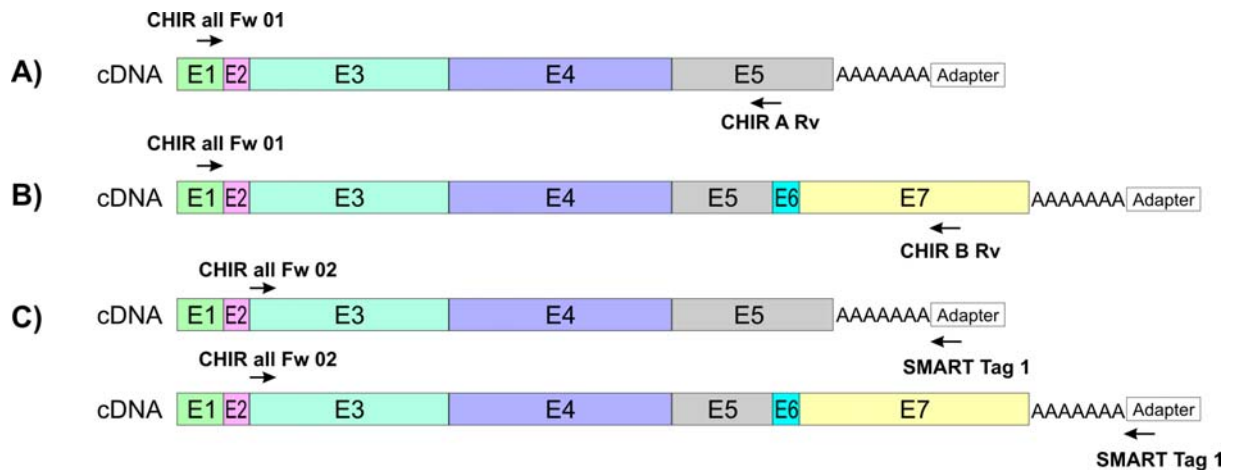 CHIR all Fw 01
A) cDNA E1 E2 E3 E4 E5 AAAAAAA Adapter
CHIR A Rv
CHIR all Fw 01
B) cDNA E1 E2 E3 E4 E5 E6 E7 AAAAAAA Adapter
CHIR B Rv
CHIR all Fw 02
C) cDNA E1 E2 E3 E4 E5 AAAAAAA Adapter
SMART Tag 1
CHIR all Fw 02
cDNA E1 E2 E3 E4 E5 E6 E7 AAAAAAA Adapter
SMART Tag 1